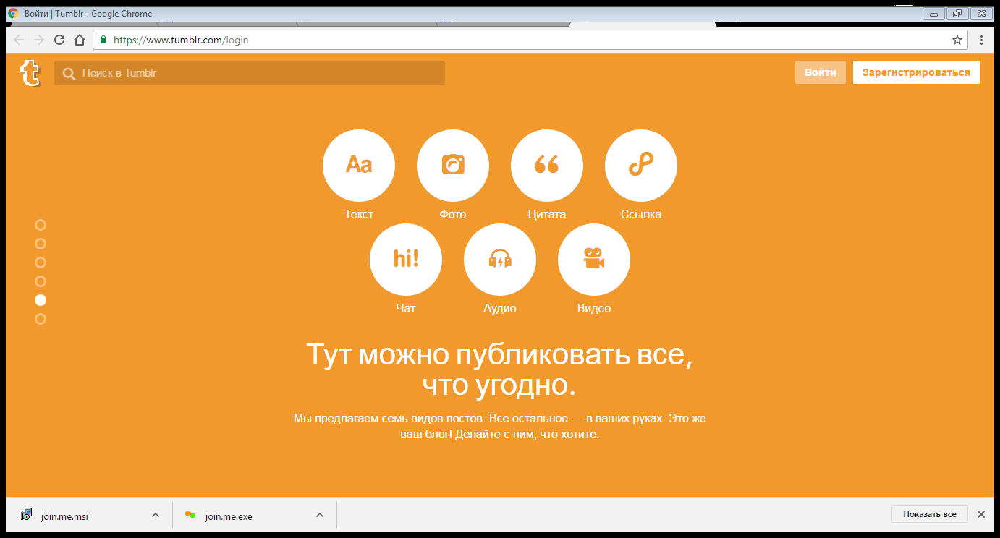 Войти | Tumblr - Google Chrome
https://www.tumblr.com/login
t Поиск в Tumblr Войти Зарегистрироваться
Aa
Текст Фото Цитата Ссылка
hi!
Чат Аудио Видео
Тут можно публиковать все,
что угодно.
Мы предлагаем семь видов постов. Все остальное — в ваших руках. Это же
ваш блог! Делайте с ним, что хотите.
join.me.msi join.me.exe Показать все